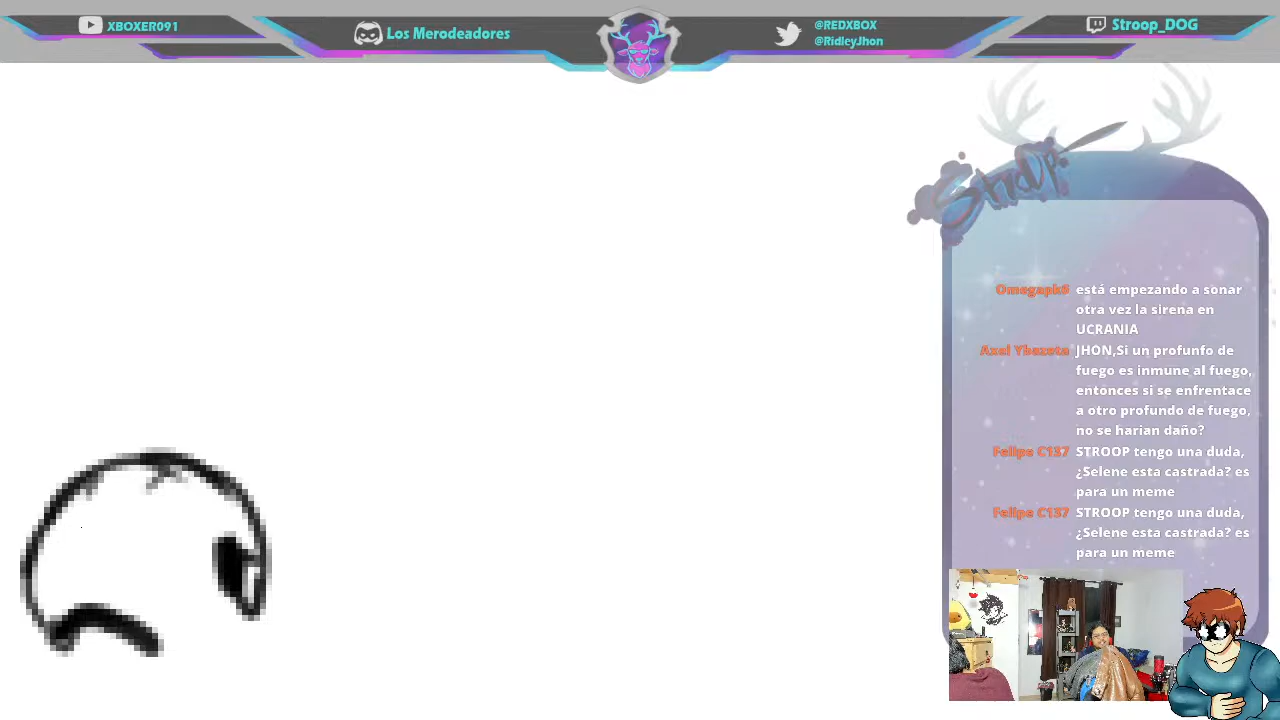 XBOXER091
Los Merodeadores
@REDXBOX
@RidleyJhon
Stroop_DOG
Omegapk6 está empezando a sonar
otra vez la sirena en
UCRANIA
Axel Ybazeta JHON,Si un profunfo de
fuego es inmune al fuego,
entonces si se enfrentace
a otro profundo de fuego,
no se harian daño?
Felipe C137 STROOP tengo una duda,
¿Selene esta castrada? es
para un meme
Felipe C137 STROOP tengo una duda,
¿Selene esta castrada? es
para un meme